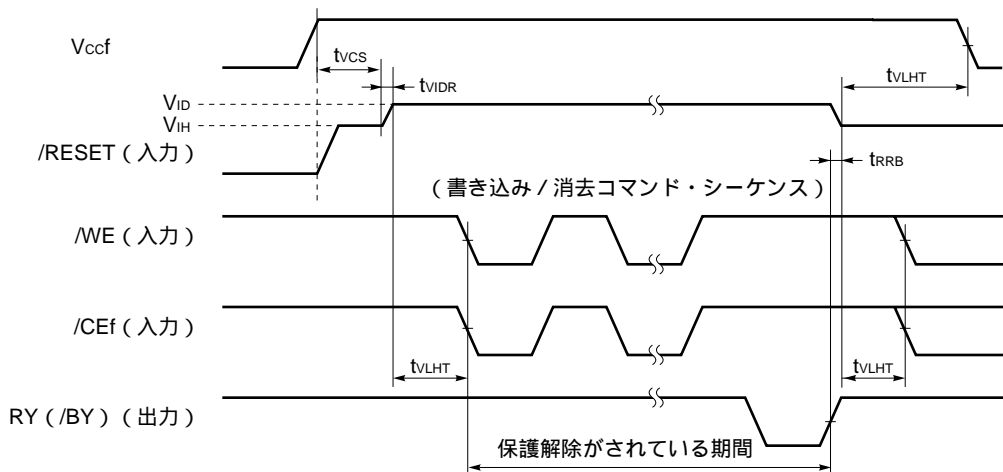 Vccf
tVCS
tVIDR
tVLHT
VID
VIH
/RESET(入力)
tRRB
(書き込み/消去コマンド・シーケンス)
/WE(入力)
/CEf(入力)
tVLHT
tVLHT
RY(/BY)(出力)
保護解除がされている期間